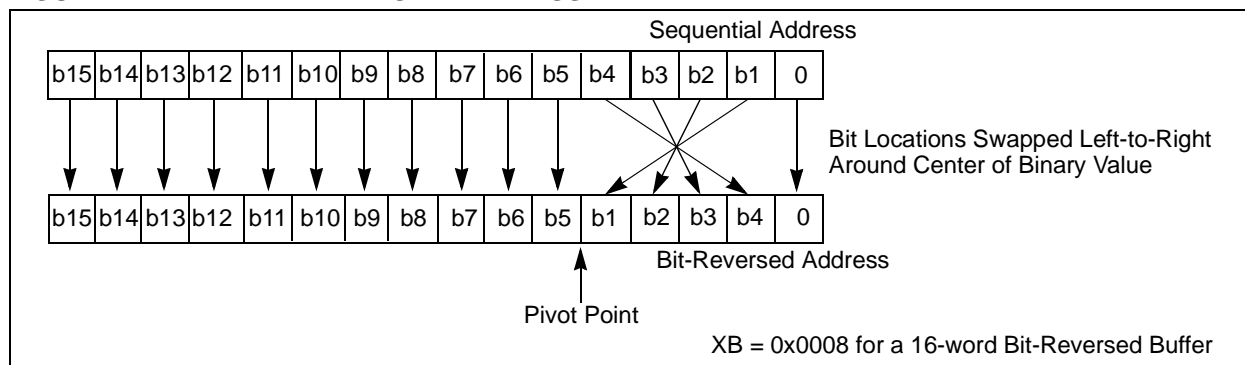 Sequential Address
b15 b14 b13 b12 b11 b10 b9 b8 b7 b6 b5 b4 b3 b2 b1 0
Bit Locations Swapped Left-to-Right
Around Center of Binary Value
b15 b14 b13 b12 b11 b10 b9 b8 b7 b6 b5 b1 b2 b3 b4 0
Bit-Reversed Address
Pivot Point
XB = 0x0008 for a 16-word Bit-Reversed Buffer